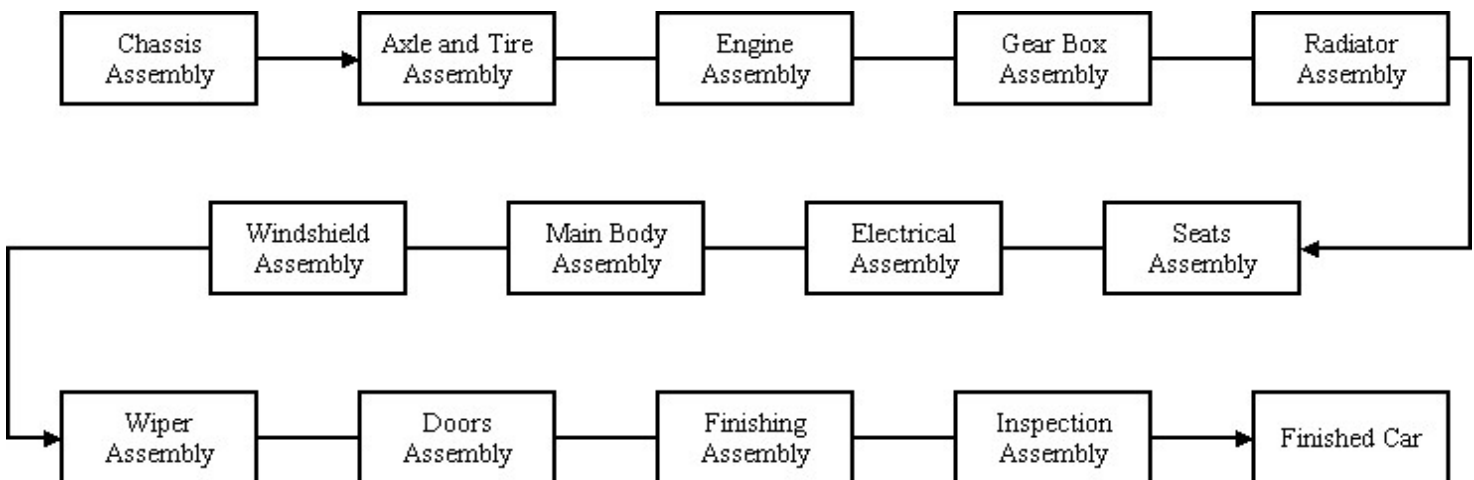 Chassis
Assembly
Axle and Tire
Assembly
Engine
Assembly
Gear Box
Assembly
Radiator
Assembly
Seats
Assembly
Electrical
Assembly
Main Body
Assembly
Windshield
Assembly
Wiper
Assembly
Doors
Assembly
Finishing
Assembly
Inspection
Assembly
Finished Car